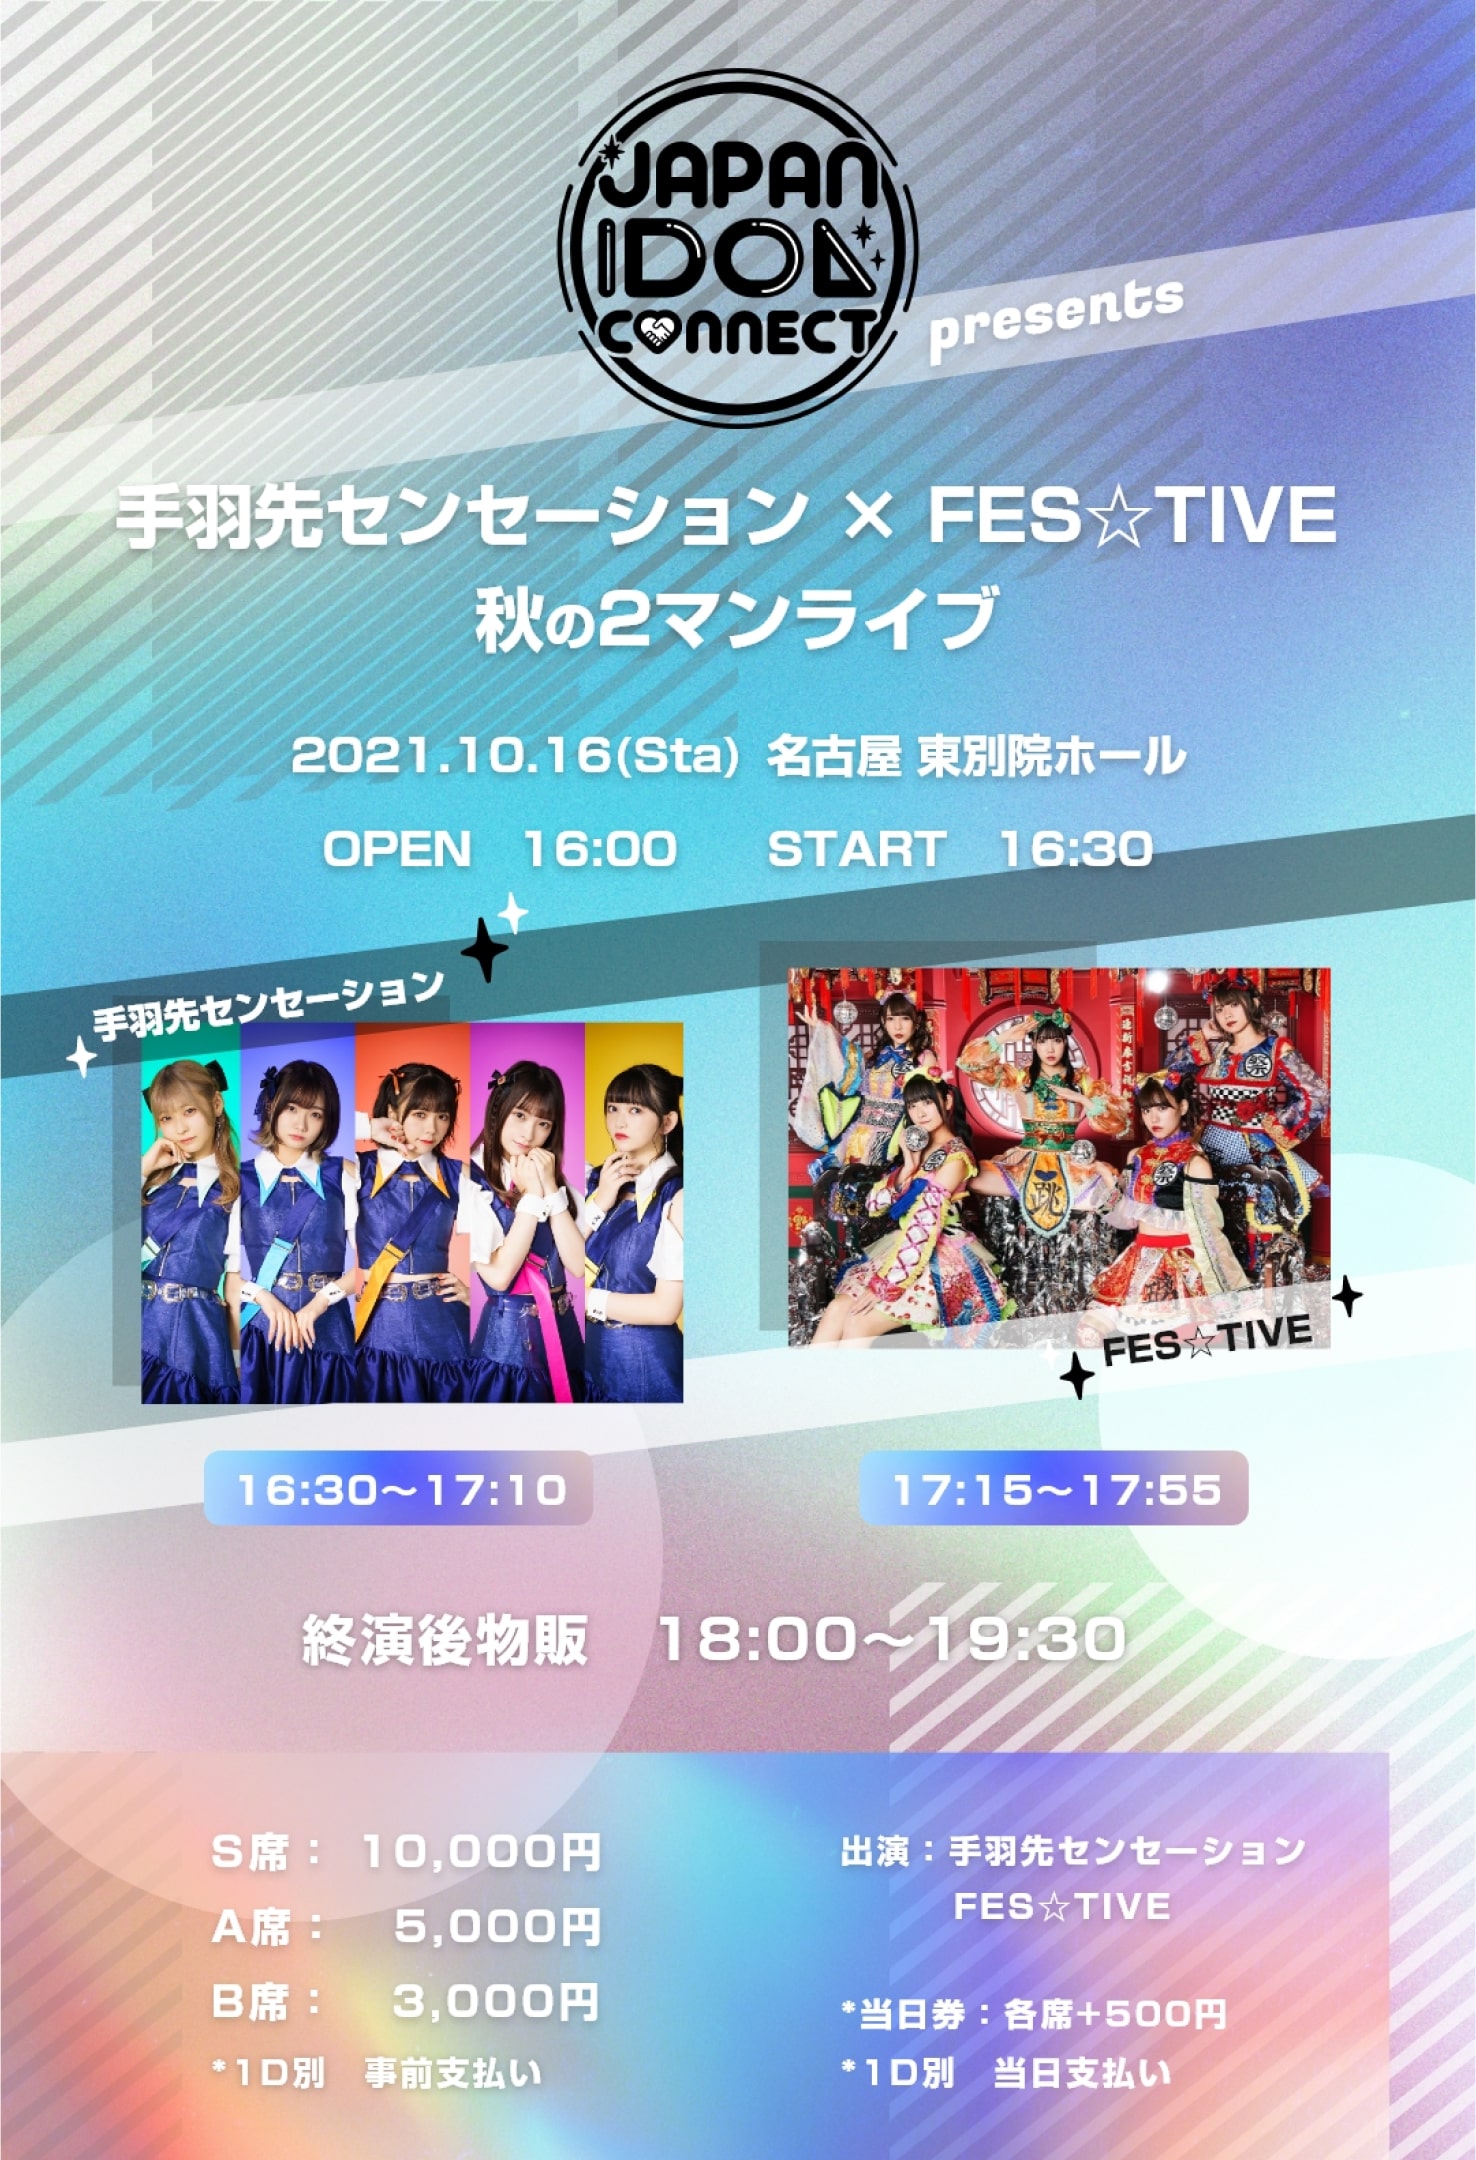 JAPAN
IDOL
CONNECT
presents
手羽先センセーション × FES☆TIVE
秋の2マンライブ
2021.10.16(Sta) 名古屋 東別院ホール
OPEN 16:00 START 16:30
手羽先センセーション
祭
跳
祭
FES☆TIVE
16:30～17:10
17:15～17:55
終演後物販 18:00～19:30
S席： 10,000円
A席： 5,000円
B席： 3,000円
*1D別 事前支払い
出演：手羽先センセーション
FES☆TIVE
*当日券：各席+500円
*1D別 当日支払い